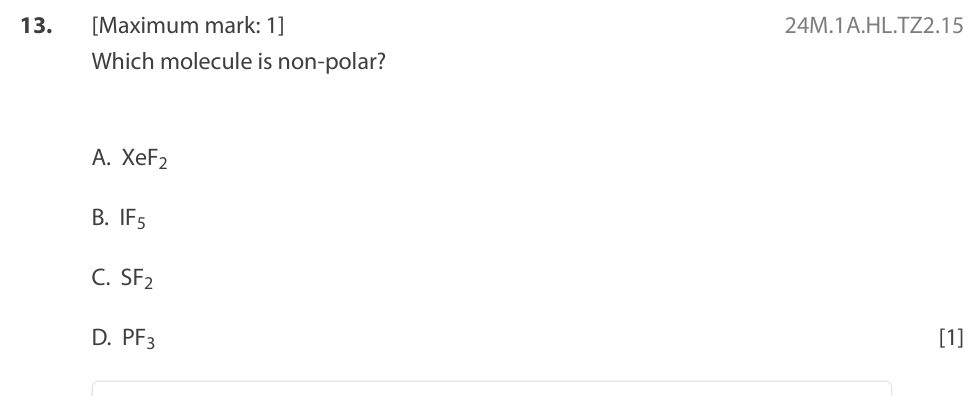 13. [Maximum mark: 1] 24M.1A.HL.TZ2.15
Which molecule is non-polar?
A. XeF₂
B. IF₅
C. SF₂
D. PF₃ [1]